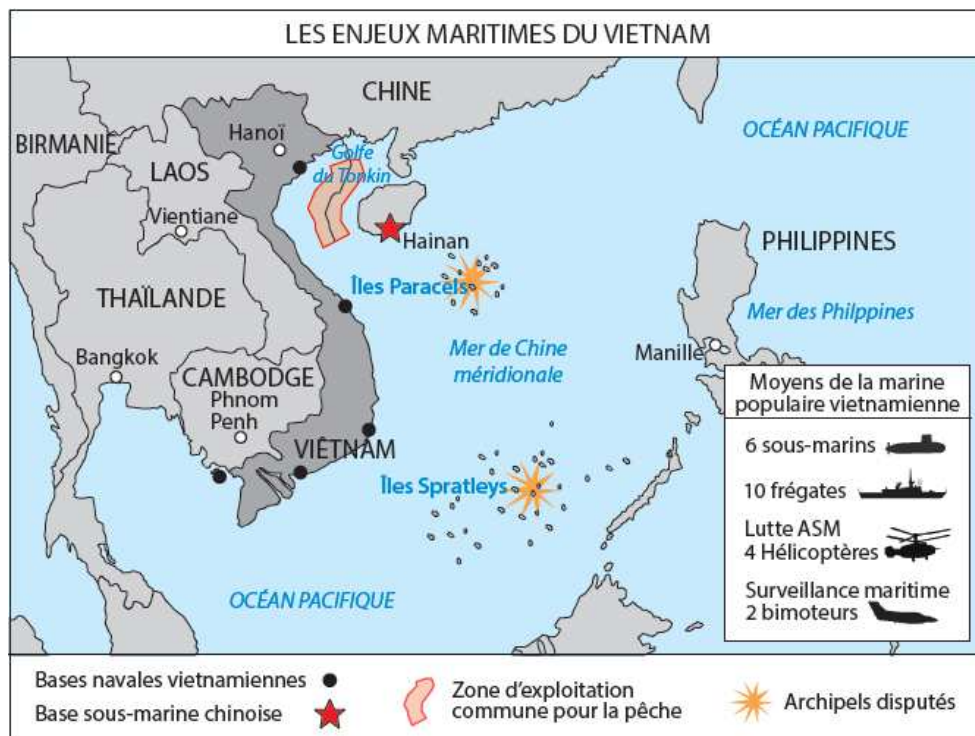 LES ENJEUX MARITIMES DU VIETNAM
CHINE
OCÉAN PACIFIQUE
BIRMANIE
Hanoï
Golfe
du Tonkin
LAOS
Vientiane
Hainan
PHILIPPINES
Îles Paracels
THAÏLANDE
Mer des Philppines
Mer de Chine
méridionale
Manille
Bangkok
CAMBODGE
Phnom
Penh
VIÊTNAM
Îles Spratleys
OCÉAN PACIFIQUE
Moyens de la marine
populaire vietnamienne
6 sous-marins
10 frégates
Lutte ASM
4 Hélicoptères
Surveillance maritime
2 bimoteurs
Bases navales vietnamiennes
Base sous-marine chinoise
Zone d'exploitation
commune pour la pêche
Archipels disputés